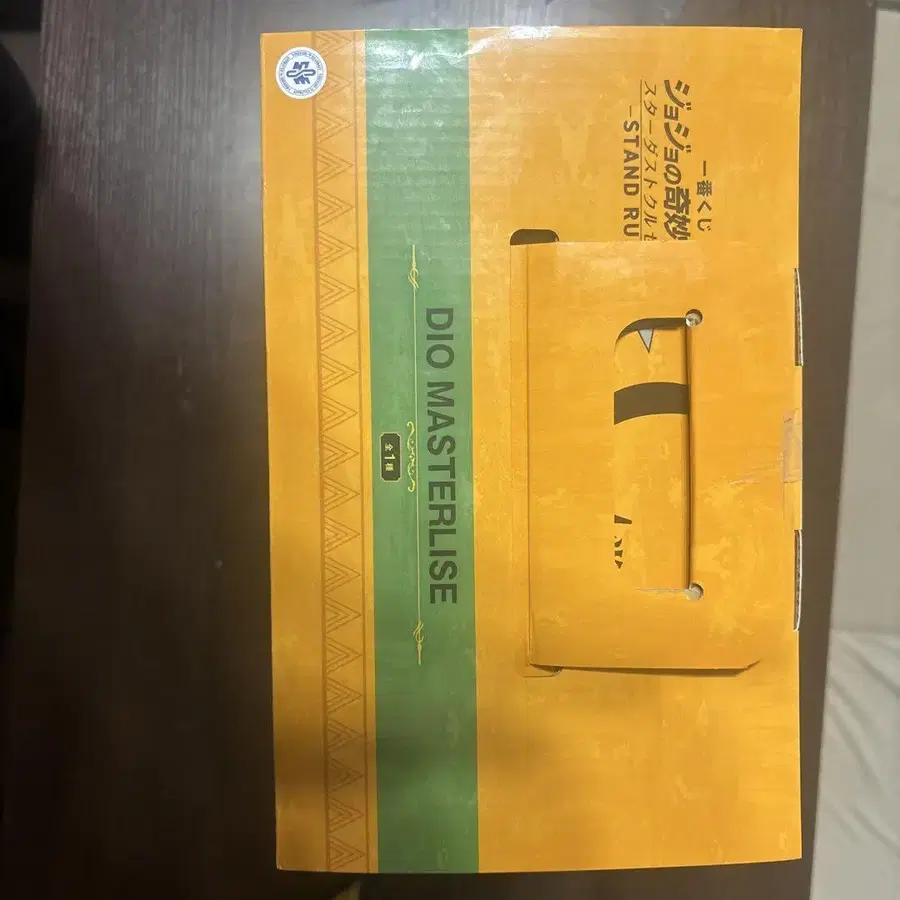 一番くじ
ジョジョの奇妙
スターダストクルセ
-STAND RU
DIO MASTERLISE
全1種